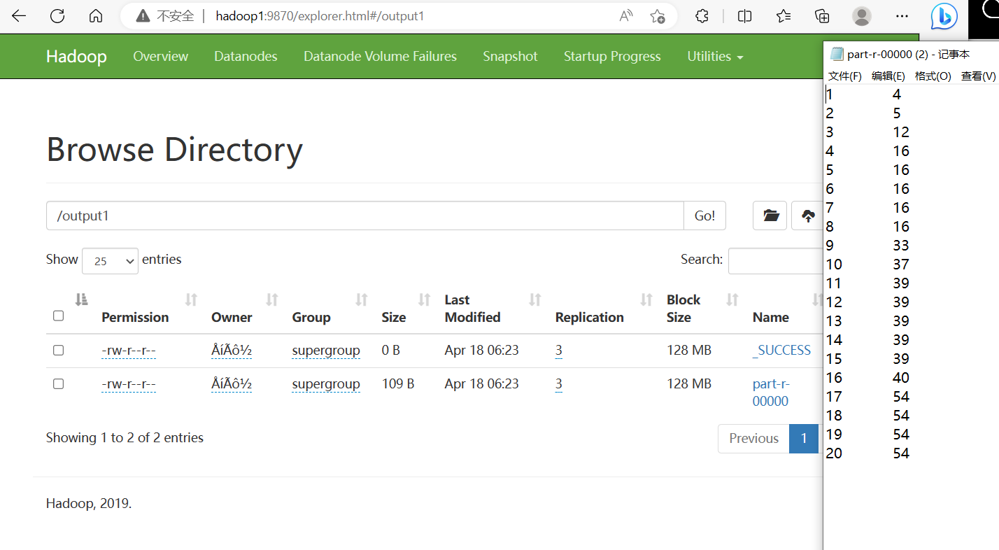 不安全 | hadoop1:9870/explorer.html#/output1
Hadoop Overview Datanodes Datanode Volume Failures Snapshot Startup Progress Utilities
Browse Directory
/output1 Go!
Show 25 entries Search:
Permission Owner Group Size Last Modified Replication Block Size Name
-rw-r--r-- ÅíÃô½ supergroup 0 B Apr 18 06:23 3 128 MB _SUCCESS
-rw-r--r-- ÅíÃô½ supergroup 109 B Apr 18 06:23 3 128 MB part-r-00000
Showing 1 to 2 of 2 entries Previous 1
Hadoop, 2019.
part-r-00000 (2) - 记事本
文件(F) 编辑(E) 格式(O) 查看(V)
1 4
2 5
3 12
4 16
5 16
6 16
7 16
8 16
9 33
10 37
11 39
12 39
13 39
14 39
15 39
16 40
17 54
18 54
19 54
20 54